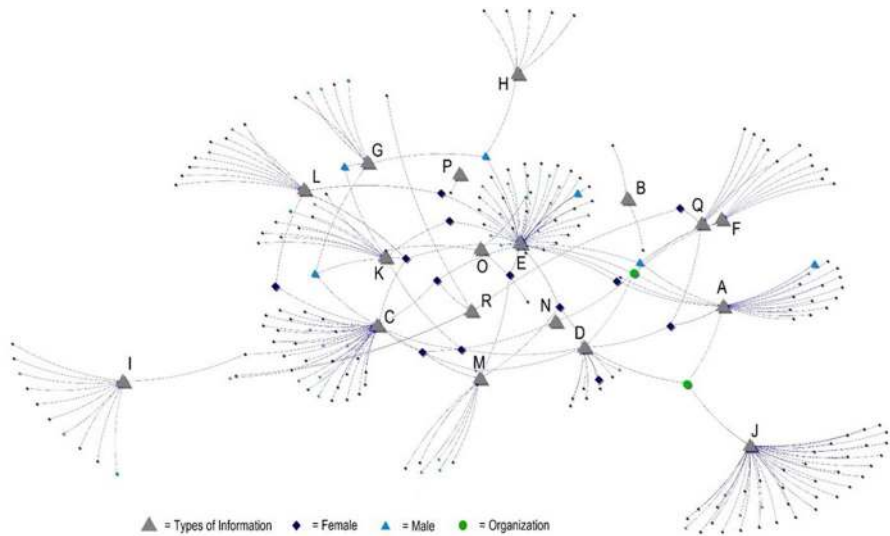 H
G
P
L
B
Q
F
K
O
E
A
R
C
N
D
I
M
J
= Types of Information
= Female
= Male
= Organization